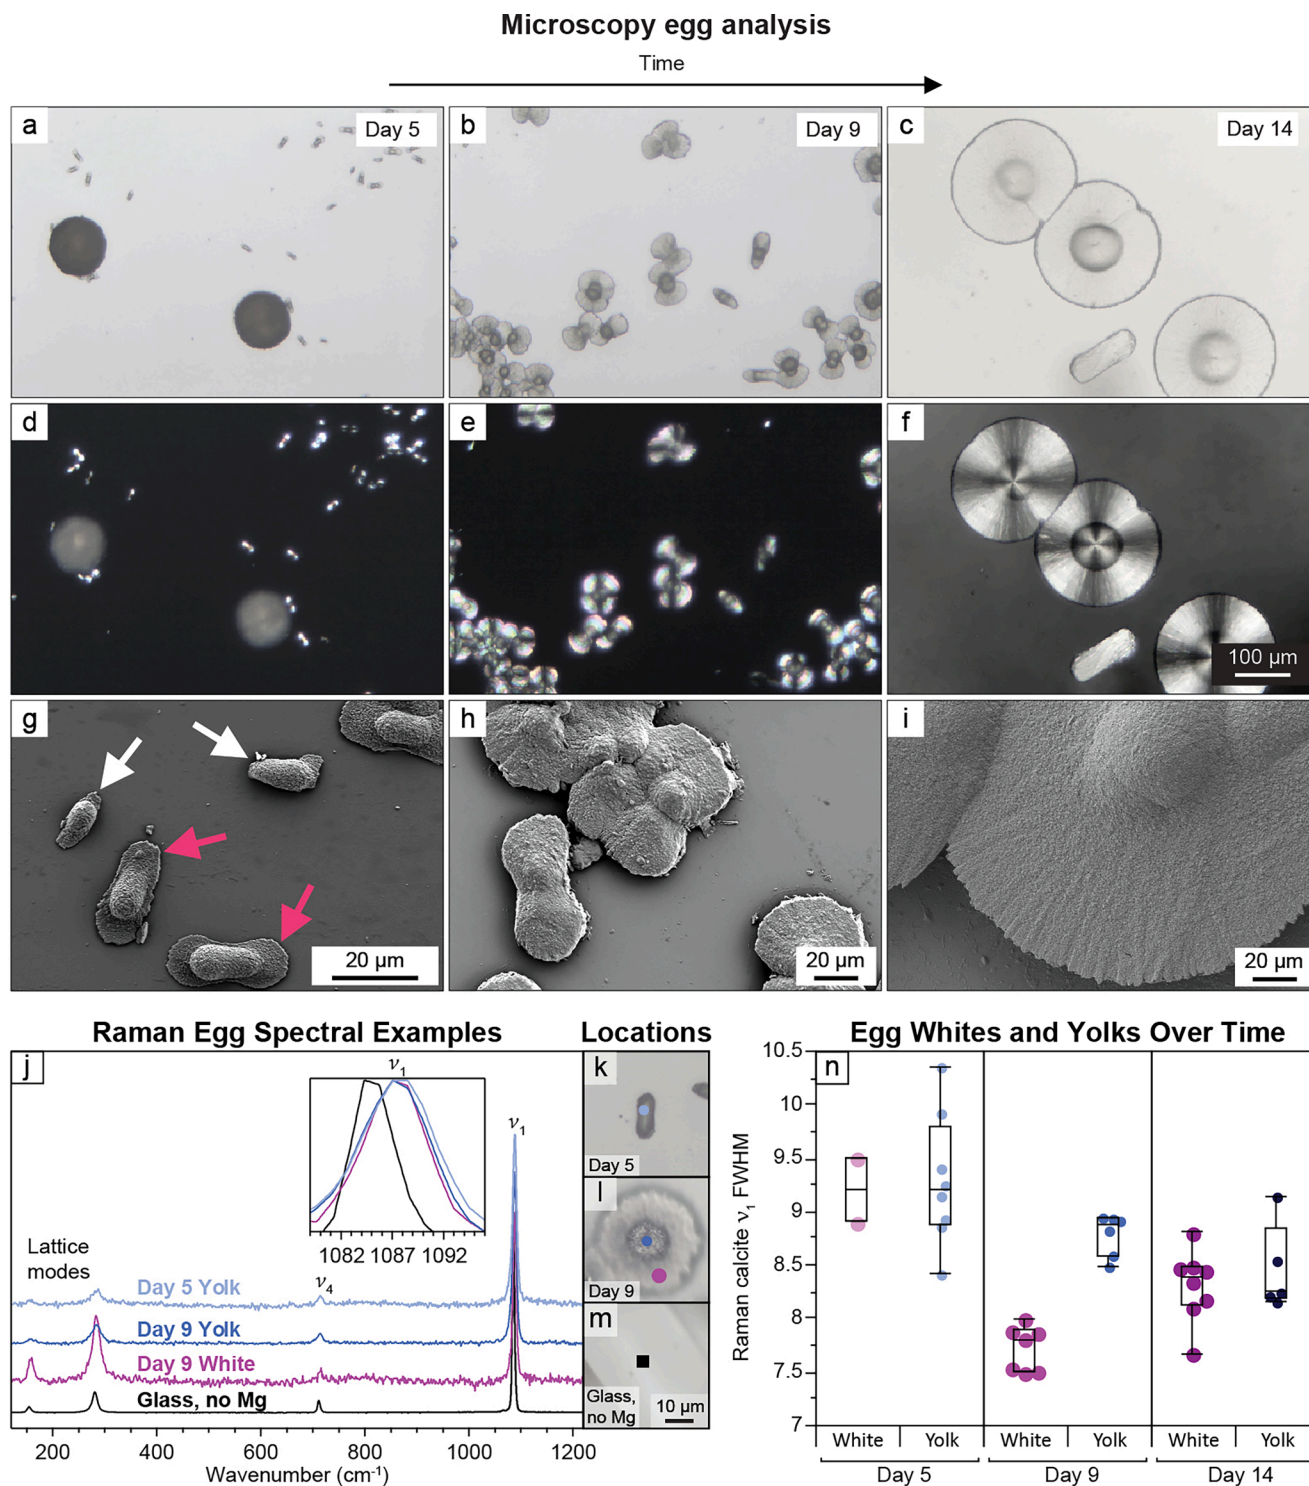 Microscopy egg analysis
Time
a
Day 5
b
Day 9
c
Day 14
d
e
f
100 µm
g
20 µm
h
20 µm
i
20 µm
Raman Egg Spectral Examples
j
ν1
1082 1087 1092
ν1
Lattice
modes
ν4
Day 5 Yolk
Day 9 Yolk
Day 9 White
Glass, no Mg
200 400 600 800 1000 1200
Wavenumber (cm-1)
Locations
k
Day 5
l
Day 9
m
Glass,
no Mg
10 µm
Egg Whites and Yolks Over Time
n
Raman calcite ν1 FWHM
10.5
10
9.5
9
8.5
8
7.5
7
White Yolk White Yolk White Yolk
Day 5 Day 9 Day 14